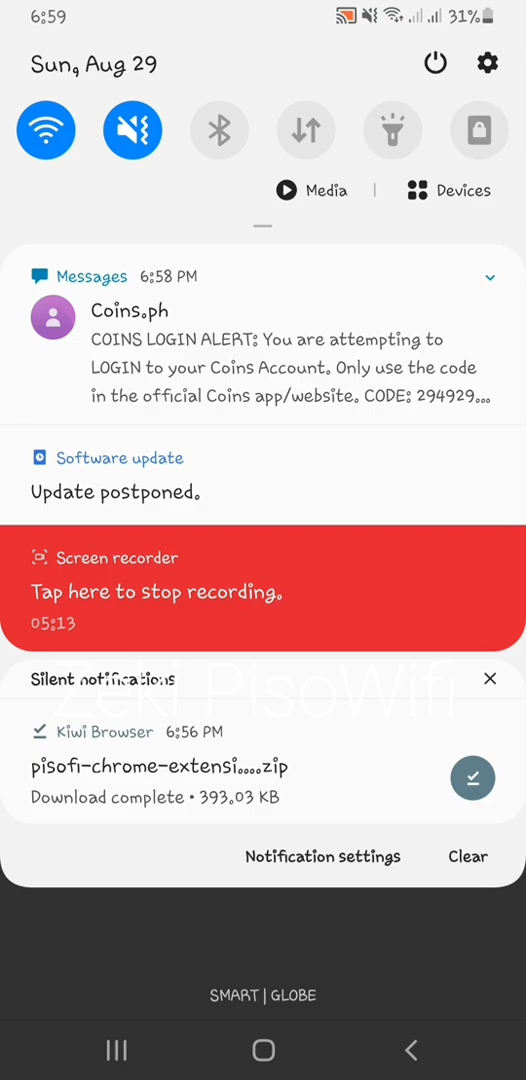 6:59 31%
Sun, Aug 29
Media | Devices
Messages 6:58 PM
Coins.ph
COINS LOGIN ALERT: You are attempting to
LOGIN to your Coins Account. Only use the code
in the official Coins app/website. CODE: 294929...
Software update
Update postponed.
Screen recorder
Tap here to stop recording.
05:13
Silent notifications
Zeki PisoWifi
Kiwi Browser 6:56 PM
pisofi-chrome-extensi....zip
Download complete • 393.03 KB
Notification settings Clear
SMART | GLOBE